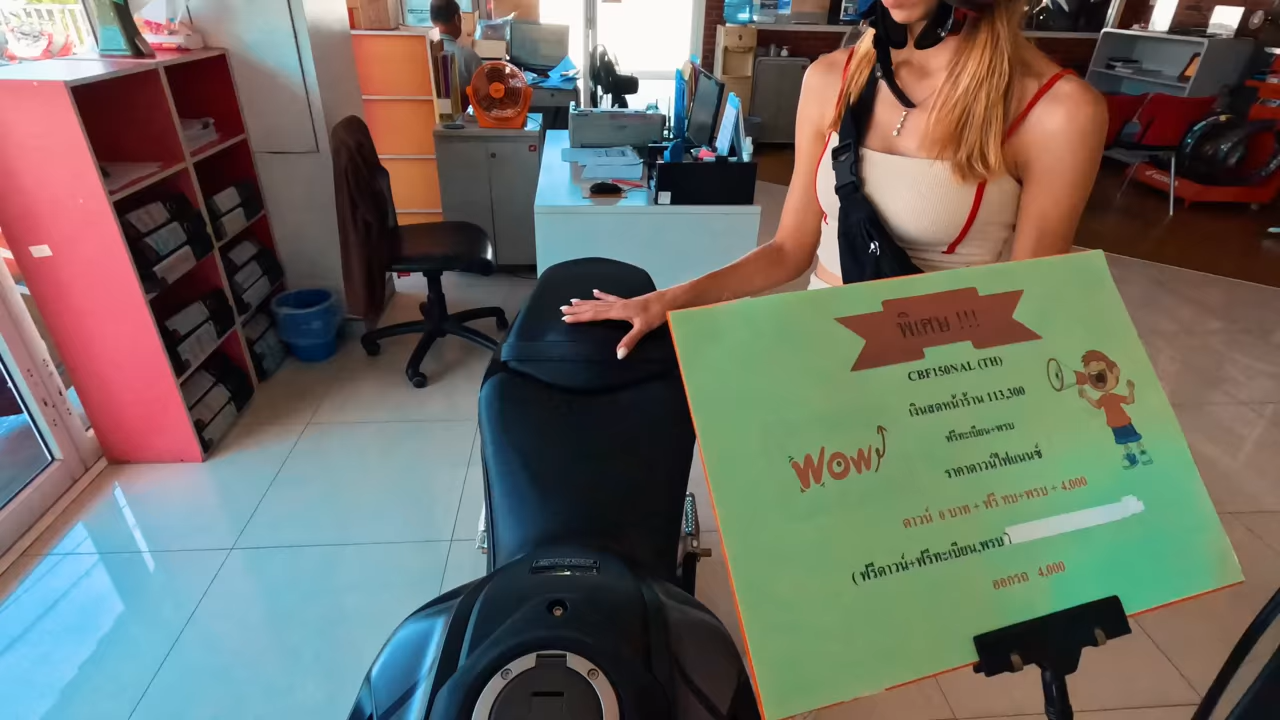 พิเศษ !!!
CBF150NAL (TH)
เงินสดหน้าร้าน 113,300
ฟรีทะเบียน+พรบ
ราคาดาวน์ไฟแนนซ์
WOW
ดาวน์ 0 บาท + ฟรี ทบ+พรบ + 4,000
(ฟรีดาวน์+ฟรีทะเบียน,พรบ
ออกรถ 4,000